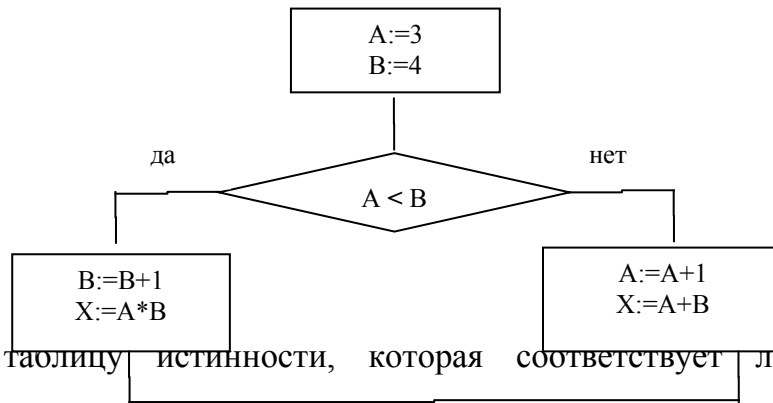 A:=3
B:=4
да
нет
A < B
B:=B+1
X:=A*B
A:=A+1
X:=A+B
таблицу истинности, которая соответствует